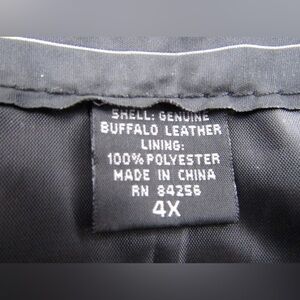 SHELL: GENUINE
BUFFALO LEATHER
LINING:
100% POLYESTER
MADE IN CHINA
RN 84256
4X